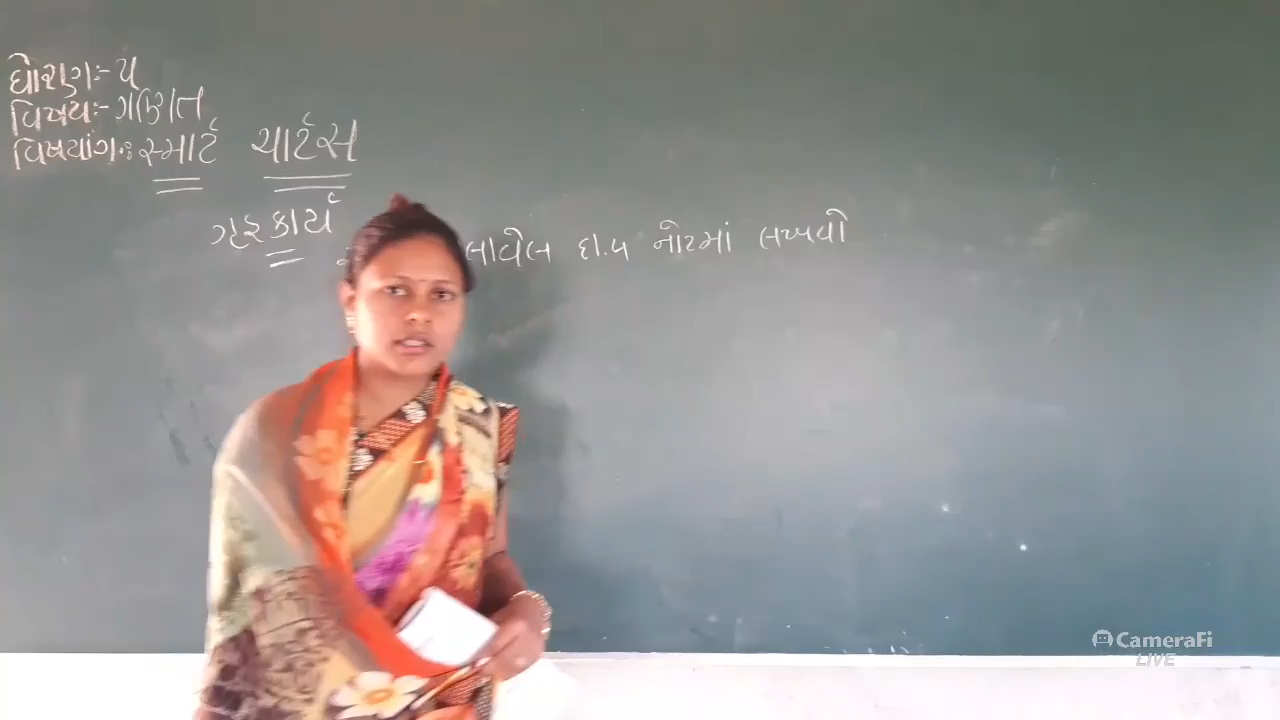 ધોરણઃ- ૫
વિષયઃ- ગણિત
વિષયાંગઃ સ્માર્ટ ચાર્ટસ
ગૃહકાર્ય
લાવેલ દા.૫ નોટમાં લખવો
CameraFi
LIVE